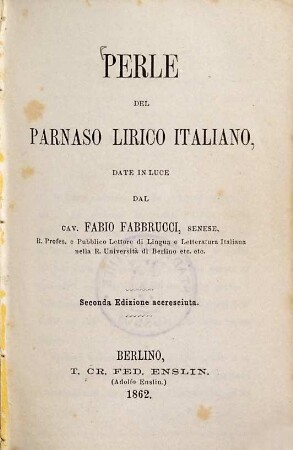 PERLE
DEL
PARNASO LIRICO ITALIANO,
DATE IN LUCE
DAL
CAV. FABIO FABBRUCCI, SENESE,
R. Profes. e Pubblico Lettore di Lingua e Letteratura Italiana
nella R. Università di Berlino etc. etc.
Seconda Edizione accresciuta.
BERLINO,
T. CR. FED. ENSLIN.
(Adolfo Enslin.)
1862.